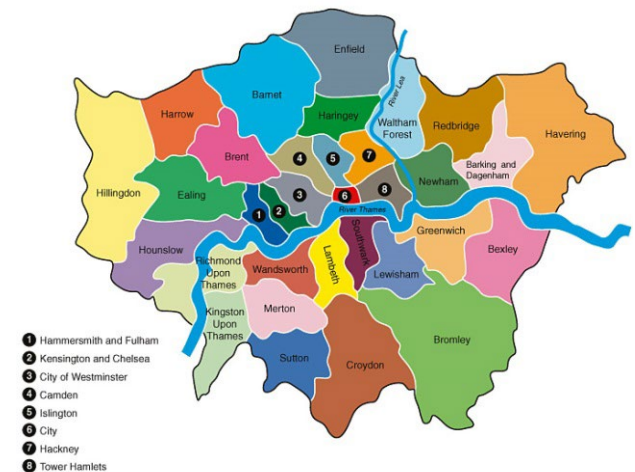 Enfield
Barnet
Harrow
Haringey
River Lea
Waltham
Forest
Redbridge
Havering
Brent
Barking and
Dagenham
Hillingdon
Ealing
4
5
7
3
6
8
Newham
1
2
River Thames
Hounslow
Greenwich
Bexley
Richmond
Upon
Thames
Wandsworth
Lambeth
Southwark
Lewisham
Kingston
Upon
Thames
Merton
Bromley
Sutton
Croydon
1 Hammersmith and Fulham
2 Kensington and Chelsea
3 City of Westminster
4 Camden
5 Islington
6 City
7 Hackney
8 Tower Hamlets